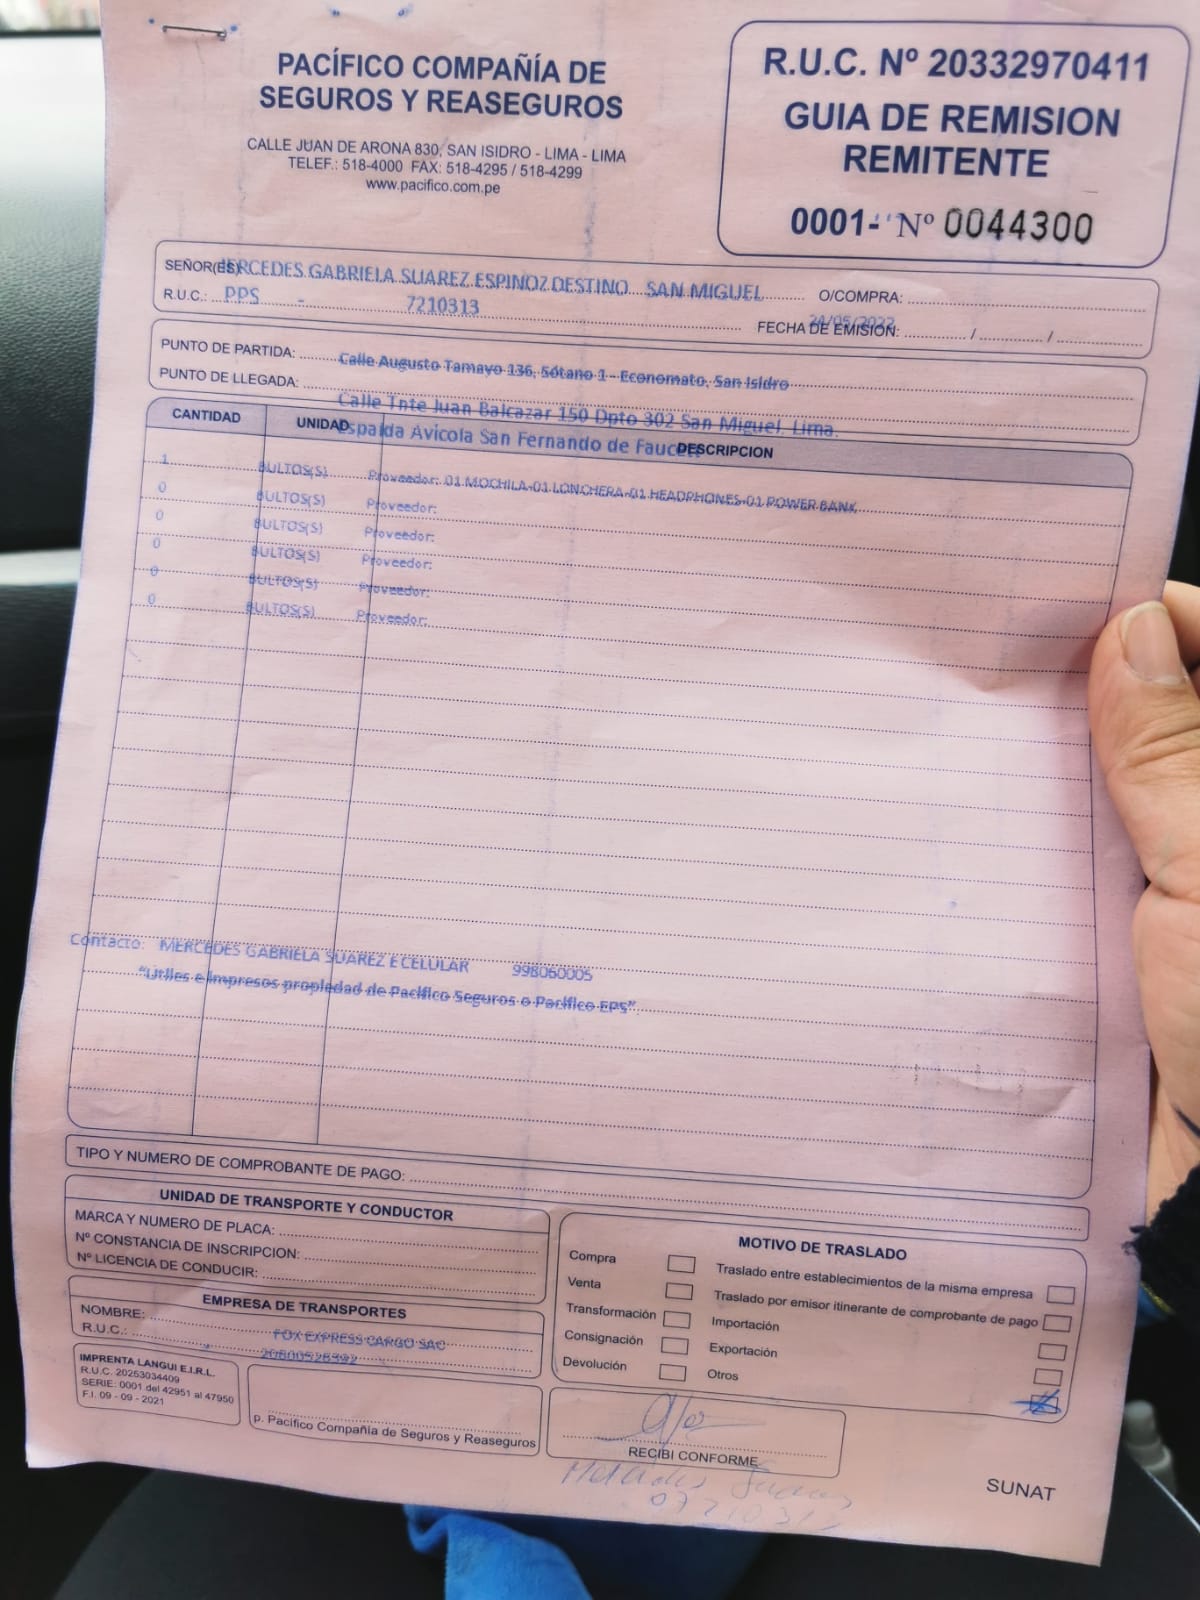 PACÍFICO COMPAÑÍA DE
SEGUROS Y REASEGUROS
CALLE JUAN DE ARONA 830, SAN ISIDRO - LIMA - LIMA
TELEF.: 518-4000 FAX: 518-4295 / 518-4299
www.pacifico.com.pe
R.U.C. Nº 20332970411
GUIA DE REMISION
REMITENTE
0001- Nº 0044300
SEÑOR(ES) MERCEDES GABRIELA SUAREZ ESPINOZ DESTINO SAN MIGUEL O/COMPRA:
R.U.C.: PPS - 7210313
FECHA DE EMISIÓN: 24/05/2022 / /
PUNTO DE PARTIDA: Calle Augusto Tamayo 136, Sótano 1 - Economato, San Isidro
PUNTO DE LLEGADA: Calle Tnte Juan Balcazar 150 Dpto 302 San Miguel. Lima.
Espalda Avícola San Fernando de Faucett
CANTIDAD UNIDAD DESCRIPCION
1 BULTOS(S) Proveedor: 01 MOCHILA-01 LONCHERA-01 HEADPHONES-01 POWER BANK
0 BULTOS(S) Proveedor:
0 BULTOS(S) Proveedor:
0 BULTOS(S) Proveedor:
0 BULTOS(S) Proveedor:
0 BULTOS(S) Proveedor:
Contacto: MERCEDES GABRIELA SUAREZ E CELULAR 998060005
"Utiles e Impresos propiedad de Pacífico Seguros o Pacífico EPS".
TIPO Y NUMERO DE COMPROBANTE DE PAGO:
UNIDAD DE TRANSPORTE Y CONDUCTOR
MARCA Y NUMERO DE PLACA:
Nº CONSTANCIA DE INSCRIPCION:
Nº LICENCIA DE CONDUCIR:
EMPRESA DE TRANSPORTES
NOMBRE: FOX EXPRESS CARGO SAC
R.U.C.:
MOTIVO DE TRASLADO
Compra
Venta
Transformación
Consignación
Devolución
Traslado entre establecimientos de la misma empresa
Traslado por emisor itinerante de comprobante de pago
Importación
Exportación
Otros
IMPRENTA LANGUI E.I.R.L.
R.U.C. 20253034409
SERIE: 0001 del 42951 al 47950
F.I. 09 - 09 - 2021
p. Pacífico Compañía de Seguros y Reaseguros
RECIBI CONFORME
SUNAT